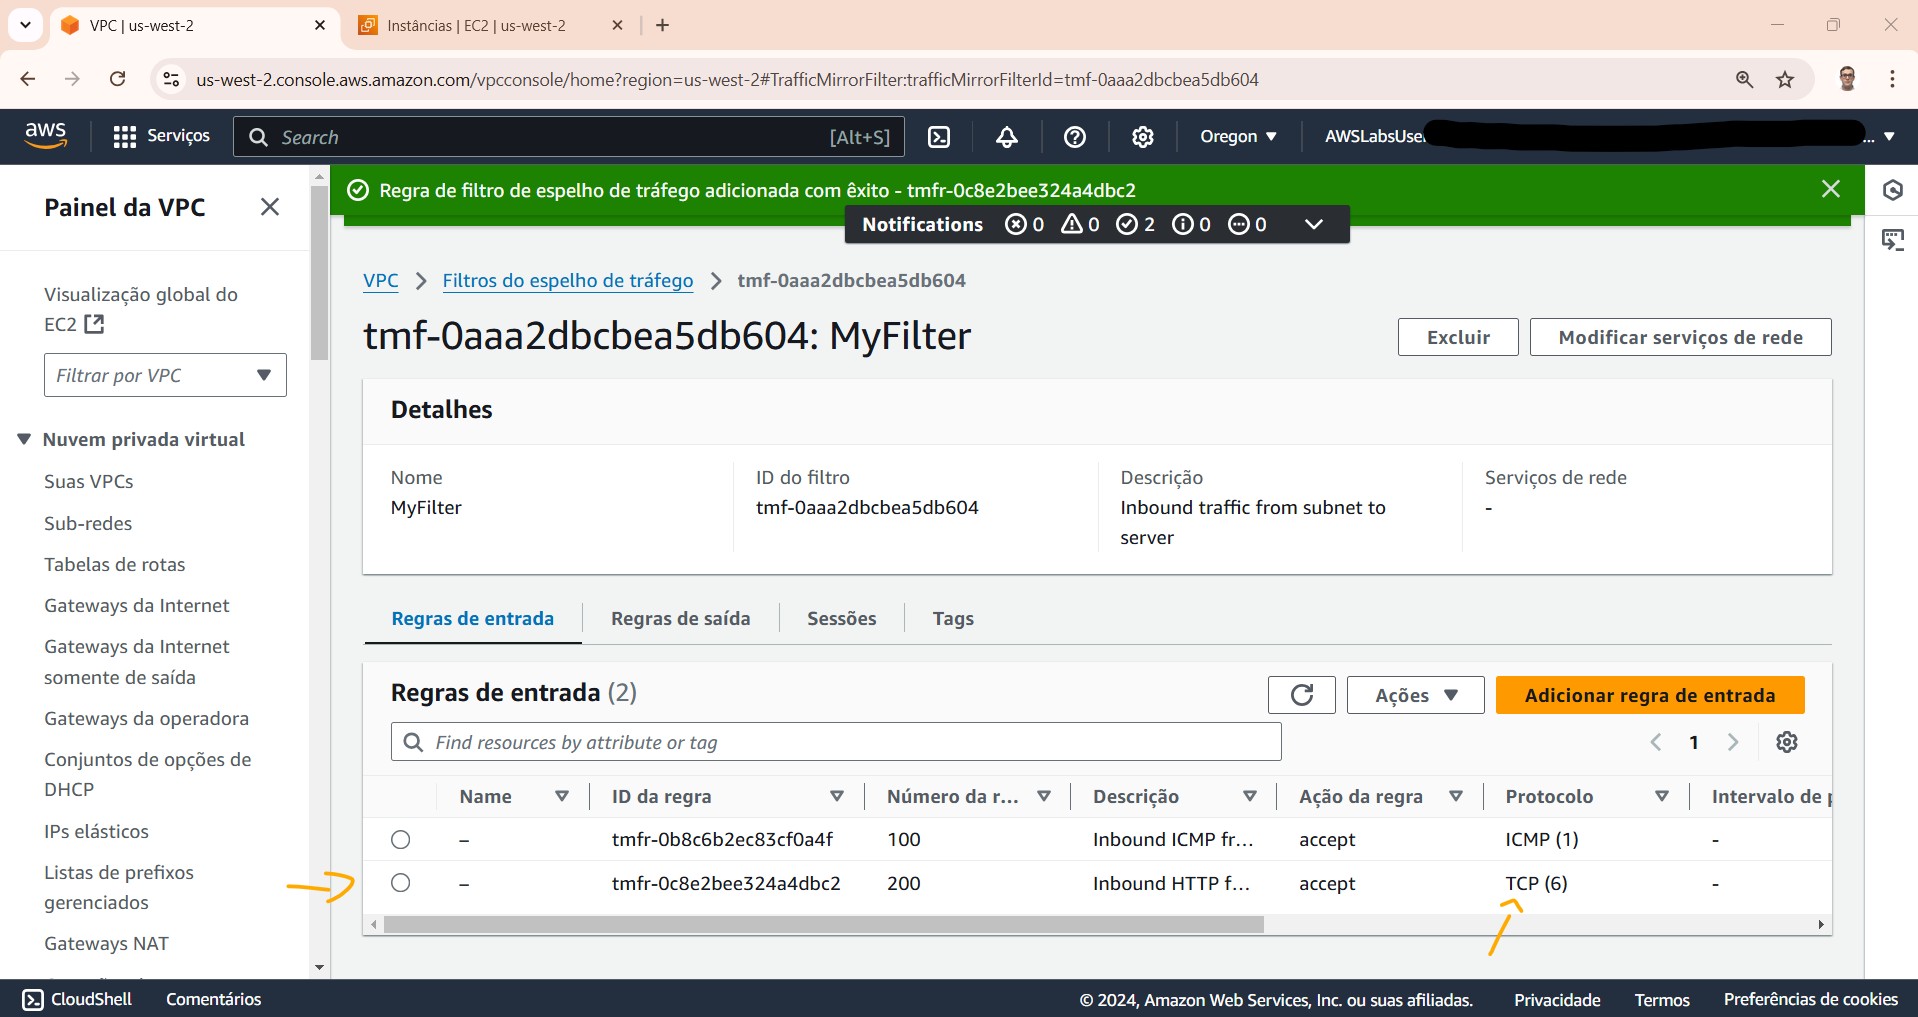 VPC | us-west-2
Instâncias | EC2 | us-west-2
us-west-2.console.aws.amazon.com/vpcconsole/home?region=us-west-2#TrafficMirrorFilter:trafficMirrorFilterId=tmf-0aaa2dbcbea5db604
aws
Serviços
Search
[Alt+S]
Oregon
AWSLabsUser
...
Painel da VPC
Visualização global do
EC2
Filtrar por VPC
Nuvem privada virtual
Suas VPCs
Sub-redes
Tabelas de rotas
Gateways da Internet
Gateways da Internet
somente de saída
Gateways da operadora
Conjuntos de opções de
DHCP
IPs elásticos
Listas de prefixos
gerenciados
Gateways NAT
Regra de filtro de espelho de tráfego adicionada com êxito - tmfr-0c8e2bee324a4dbc2
Notifications 0 0 2 0 0
VPC > Filtros do espelho de tráfego > tmf-0aaa2dbcbea5db604
tmf-0aaa2dbcbea5db604: MyFilter
Excluir
Modificar serviços de rede
Detalhes
Nome
MyFilter
ID do filtro
tmf-0aaa2dbcbea5db604
Descrição
Inbound traffic from subnet to
server
Serviços de rede
-
Regras de entrada
Regras de saída
Sessões
Tags
Regras de entrada (2)
Ações
Adicionar regra de entrada
Find resources by attribute or tag
1
Name ID da regra Número da r... Descrição Ação da regra Protocolo Intervalo de
– tmfr-0b8c6b2ec83cf0a4f 100 Inbound ICMP fr... accept ICMP (1) -
– tmfr-0c8e2bee324a4dbc2 200 Inbound HTTP f... accept TCP (6) -
CloudShell
Comentários
© 2024, Amazon Web Services, Inc. ou suas afiliadas.
Privacidade
Termos
Preferências de cookies